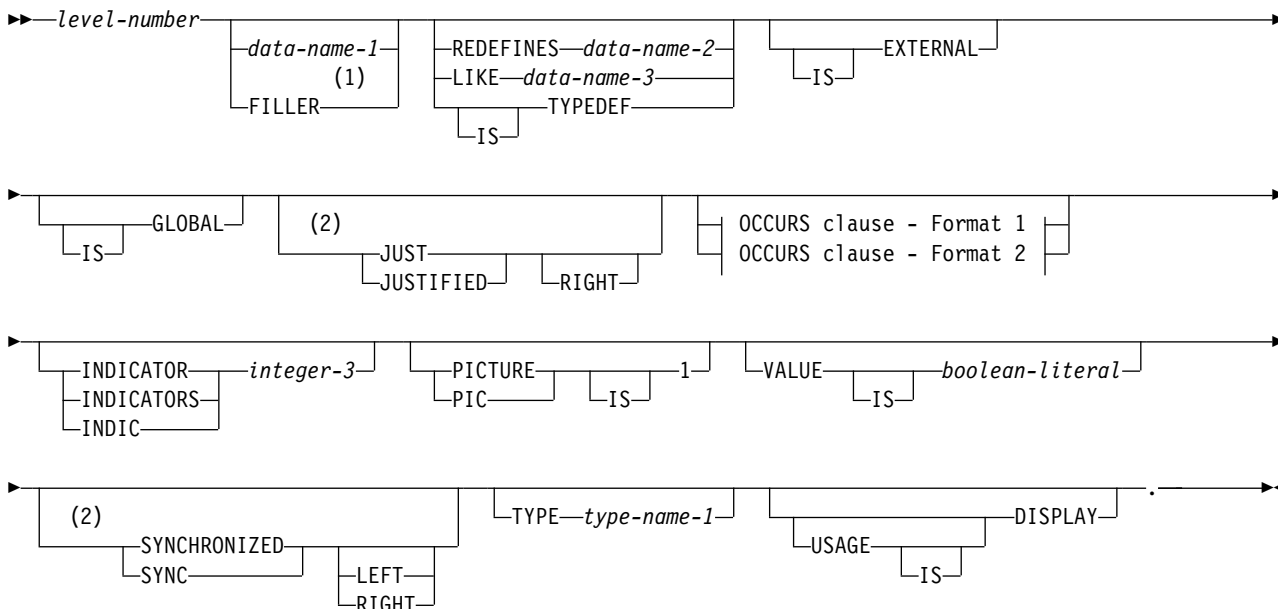 level-number
data-name-1
(1)
FILLER
REDEFINES data-name-2
LIKE data-name-3
TYPEDEF
IS
EXTERNAL
IS
GLOBAL
IS
(2)
JUST
JUSTIFIED
RIGHT
OCCURS clause - Format 1
OCCURS clause - Format 2
INDICATOR integer-3
INDICATORS
INDIC
PICTURE 1
PIC IS
VALUE boolean-literal
IS
(2)
SYNCHRONIZED
SYNC
LEFT
RIGHT
TYPE type-name-1
DISPLAY
USAGE
IS
.